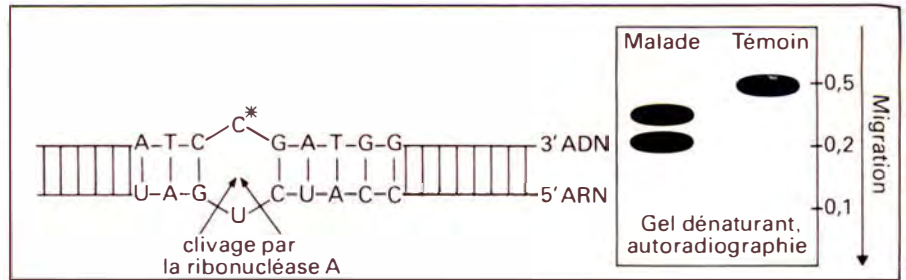 Malade Témoin
C*
A-T-C C G-A-T-G-G 3' ADN
U-A-G U C-U-A-C-C 5' ARN
clivage par
la ribonucléase A
0,5
0,2
0,1
Migration
Gel dénaturant,
autoradiographie